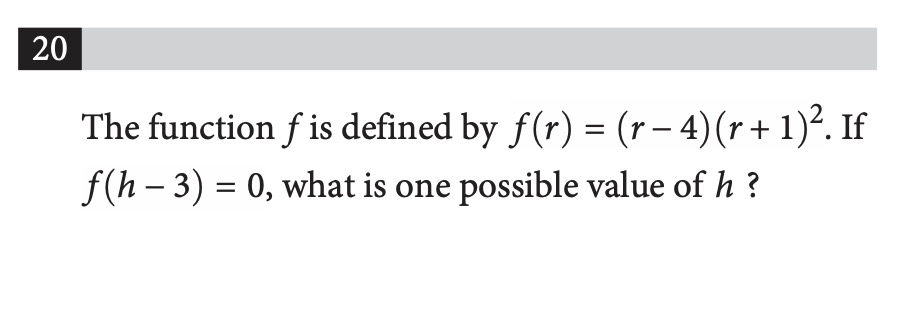 20
The function f is defined by f(r) = (r − 4)(r + 1)². If
f(h − 3) = 0, what is one possible value of h ?